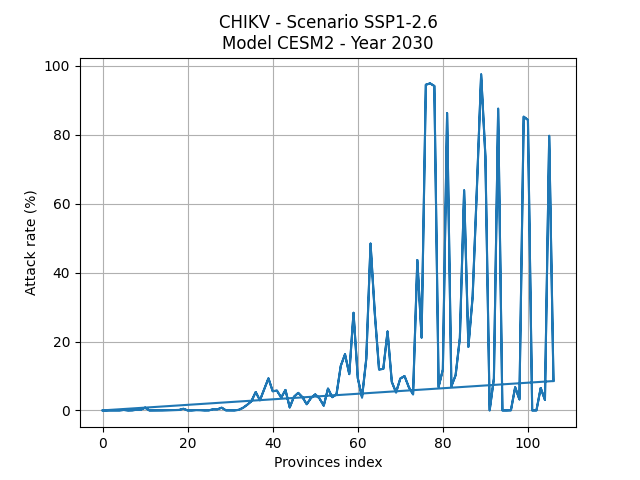 CHIKV - Scenario SSP1-2.6
Model CESM2 - Year 2030
100
80
60
40
20
0
Attack rate (%)
0 20 40 60 80 100
Provinces index